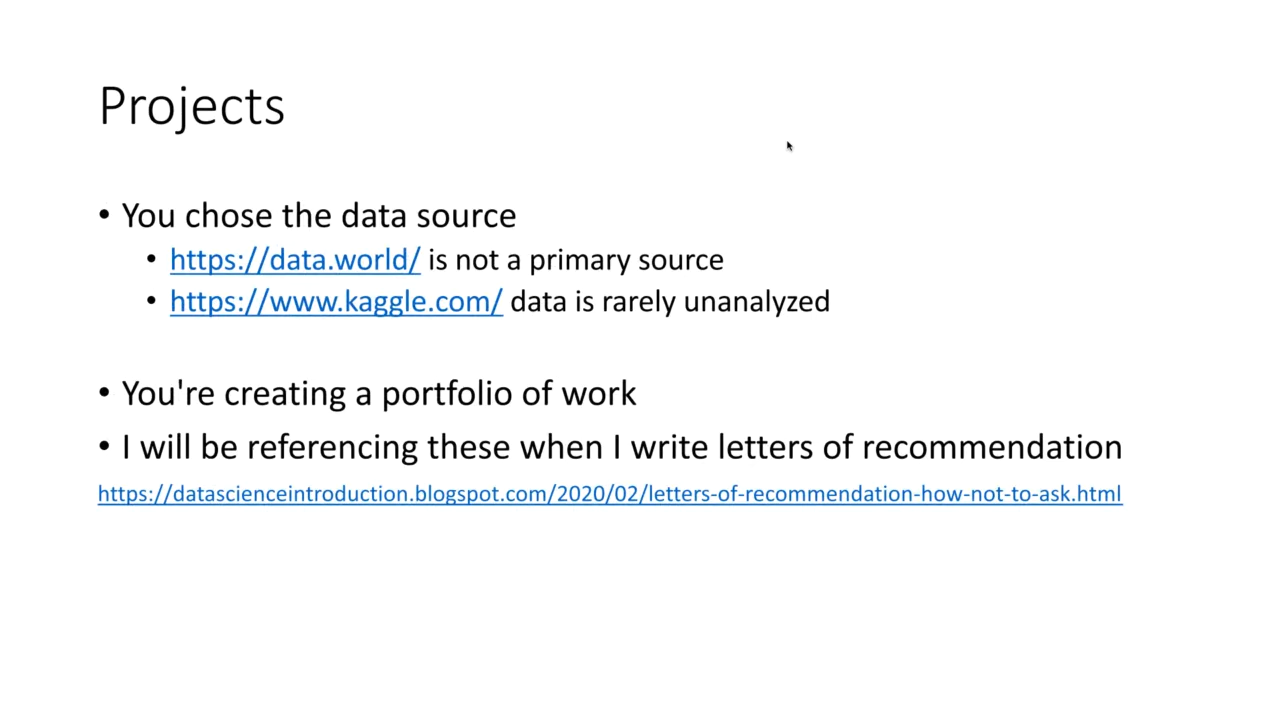 Projects
• You chose the data source
• https://data.world/ is not a primary source
• https://www.kaggle.com/ data is rarely unanalyzed
• You're creating a portfolio of work
• I will be referencing these when I write letters of recommendation
https://datascienceintroduction.blogspot.com/2020/02/letters-of-recommendation-how-not-to-ask.html